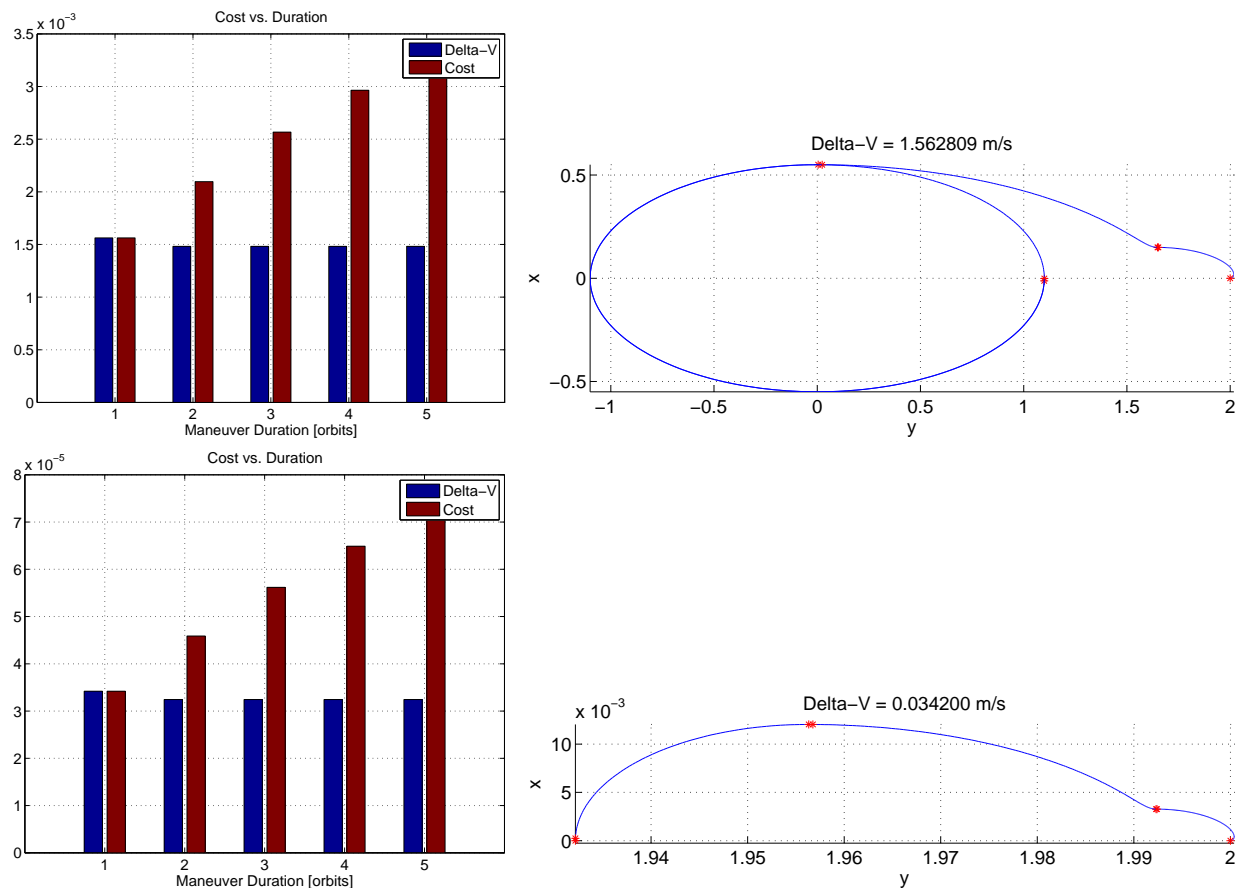 Cost vs. Duration
x 10⁻³
3.5
3
2.5
2
1.5
1
0.5
0
Delta−V
Cost
1 2 3 4 5
Maneuver Duration [orbits]
Delta−V = 1.562809 m/s
0.5
0
−0.5
x
−1 −0.5 0 0.5 1 1.5 2
y
Cost vs. Duration
x 10⁻⁵
8
7
6
5
4
3
2
1
0
Delta−V
Cost
1 2 3 4 5
Maneuver Duration [orbits]
Delta−V = 0.034200 m/s
x 10⁻³
10
5
0
x
1.94 1.95 1.96 1.97 1.98 1.99 2
y